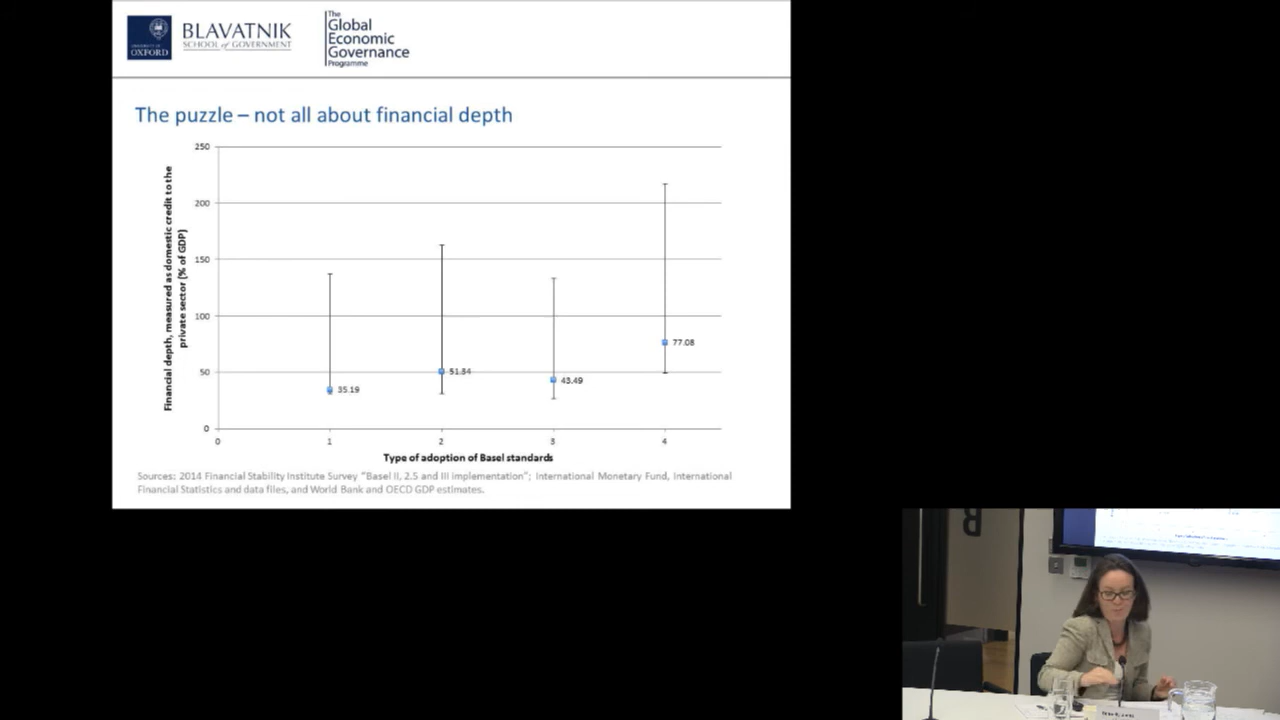 UNIVERSITY OF
OXFORD
BLAVATNIK
SCHOOL of GOVERNMENT
The
Global
Economic
Governance
Programme
The puzzle – not all about financial depth
Financial depth, measured as domestic credit to the
private sector (% of GDP)
250
200
150
100
50
0
35.19
51.34
43.49
77.08
0 1 2 3 4
Type of adoption of Basel standards
Sources: 2014 Financial Stability Institute Survey "Basel II, 2.5 and III implementation"; International Monetary Fund, International
Financial Statistics and data files, and World Bank and OECD GDP estimates.
B